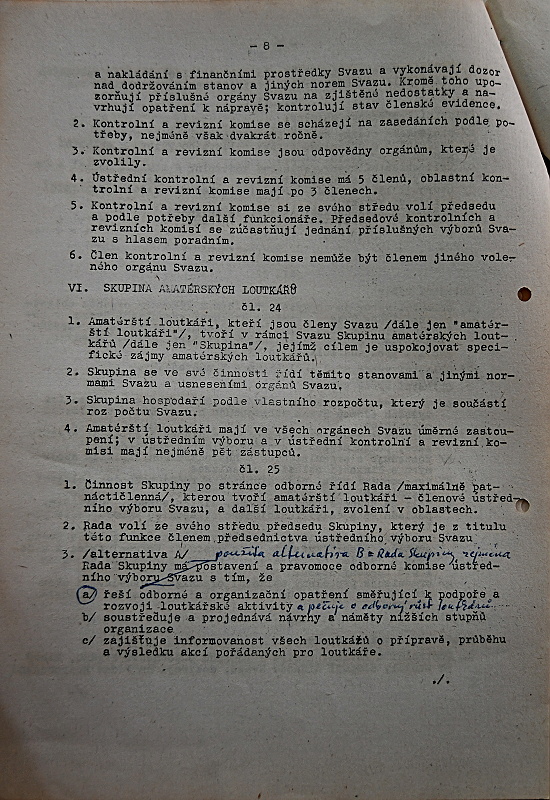 - 8 -
a nakládání s finančními prostředky Svazu a vykonávají dozor
nad dodržováním stanov a jiných norem Svazu. Kromě toho upo-
zorňují příslušné orgány Svazu na zjištěné nedostatky a na-
vrhují opatření k nápravě; kontrolují stav členské evidence.
2. Kontrolní a revizní komise se scházejí na zasedáních podle po-
třeby, nejméně však dvakrát ročně.
3. Kontrolní a revizní komise jsou odpovědny orgánům, které je
zvolily.
4. Ústřední kontrolní a revizní komise má 5 členů, oblastní kon-
trolní a revizní komise mají po 3 členech.
5. Kontrolní a revizní komise si ze svého středu volí předsedu
a podle potřeby další funkcionáře. Předsedové kontrolních a
revizních komisí se zúčastňují jednání příslušných výborů Sva-
zu s hlasem poradním.
6. Člen kontrolní a revizní komise nemůže být členem jiného vole-
ného orgánu Svazu.
VI. SKUPINA AMATÉRSKÝCH LOUTKÁŘŮ
čl. 24
1. Amatérští loutkáři, kteří jsou členy Svazu /dále jen "amatér-
ští loutkáři"/, tvoří v rámci Svazu Skupinu amatérských lout-
kářů /dále jen "Skupina"/, jejímž cílem je uspokojovat speci-
fické zájmy amatérských loutkářů.
2. Skupina se ve své činnosti řídí těmito stanovami a jinými nor-
mami Svazu a usneseními orgánů Svazu.
3. Skupina hospodaří podle vlastního rozpočtu, který je součástí
roz počtu Svazu.
4. Amatérští loutkáři mají ve všech orgánech Svazu úměrné zastou-
pení; v ústředním výboru a v ústřední kontrolní a revizní ko-
misi mají nejméně pět zástupců.
čl. 25
1. Činnost Skupiny po stránce odborné řídí Rada /maximálně pat-
náctičlenná/, kterou tvoří amatérští loutkáři - členové ústřed-
ního výboru Svazu, a další loutkáři, zvolení v oblastech.
2. Rada volí ze svého středu předsedu Skupiny, který je z titulu
této funkce členem předsednictva ústředního výboru Svazu
3. /alternativa A/ použita alternativa B = Rada Skupiny zejména
Rada Skupiny má postavení a pravomoce odborné komise ústřed-
ního výboru Svazu s tím, že
a/ řeší odborné a organizační opatření směřující k podpoře a
rozvoji loutkářské aktivity a pečuje o odborný růst loutkářů
b/ soustřeďuje a projednává návrhy a náměty nižších stupňů
organizace
c/ zajišťuje informovanost všech loutkářů o přípravě, průběhu
a výsledku akcí pořádaných pro loutkáře.
./.